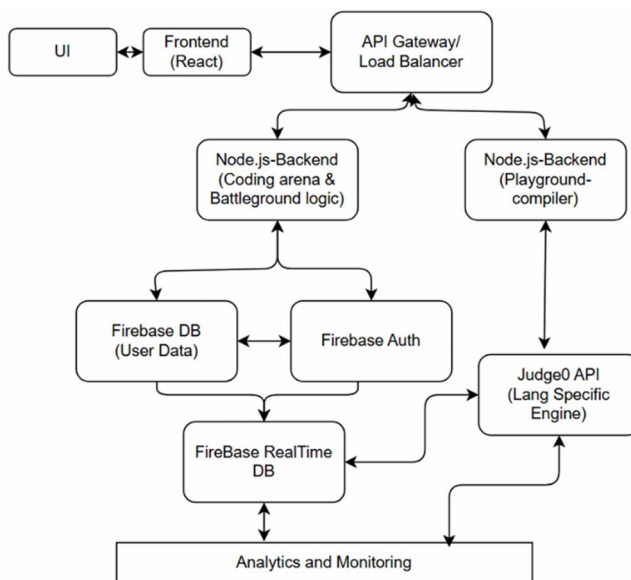 UI
Frontend
(React)
API Gateway/
Load Balancer
Node.js-Backend
(Coding arena &
Battleground logic)
Node.js-Backend
(Playground-
compiler)
Firebase DB
(User Data)
Firebase Auth
Judge0 API
(Lang Specific
Engine)
FireBase RealTime
DB
Analytics and Monitoring